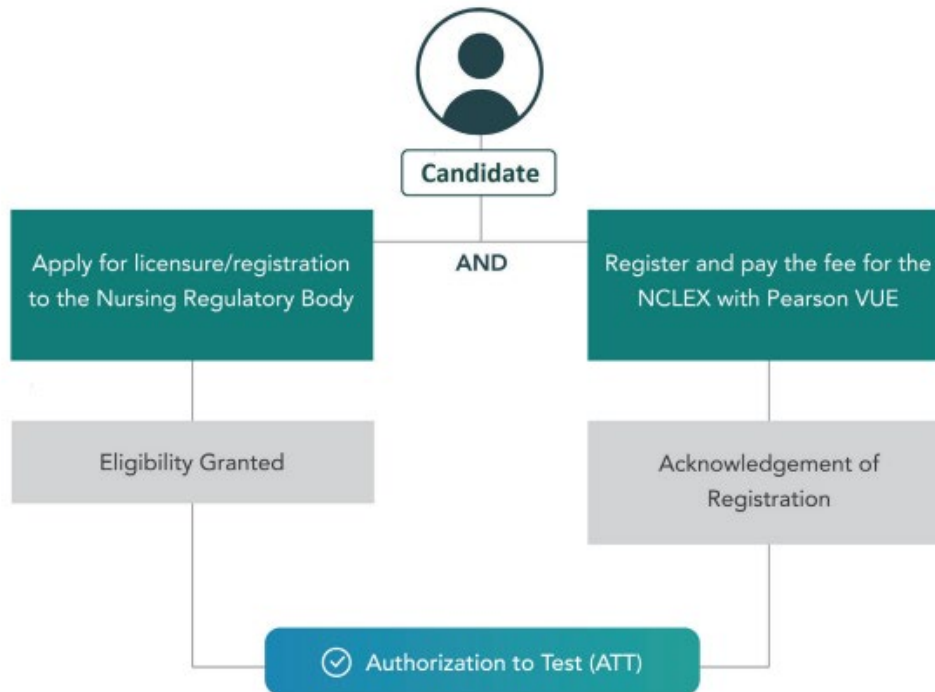 Candidate
Apply for licensure/registration
to the Nursing Regulatory Body
AND
Register and pay the fee for the
NCLEX with Pearson VUE
Eligibility Granted
Acknowledgement of
Registration
Authorization to Test (ATT)